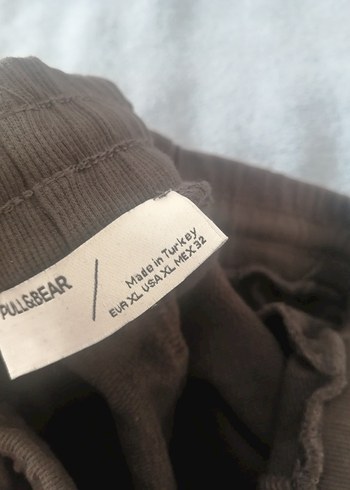 PULL&BEAR
Made in Turkey
EUR XL USA XL MEX 32